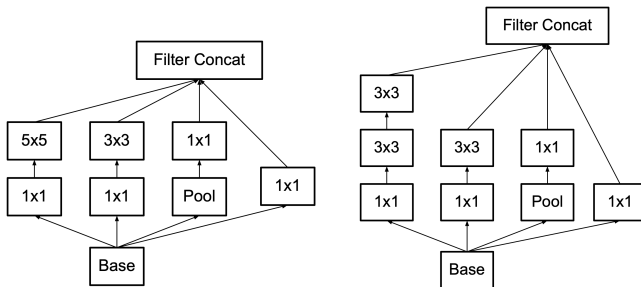 Filter Concat
5x5
3x3
1x1
1x1
1x1
Pool
1x1
Base
Filter Concat
3x3
3x3
3x3
1x1
1x1
1x1
Pool
1x1
Base